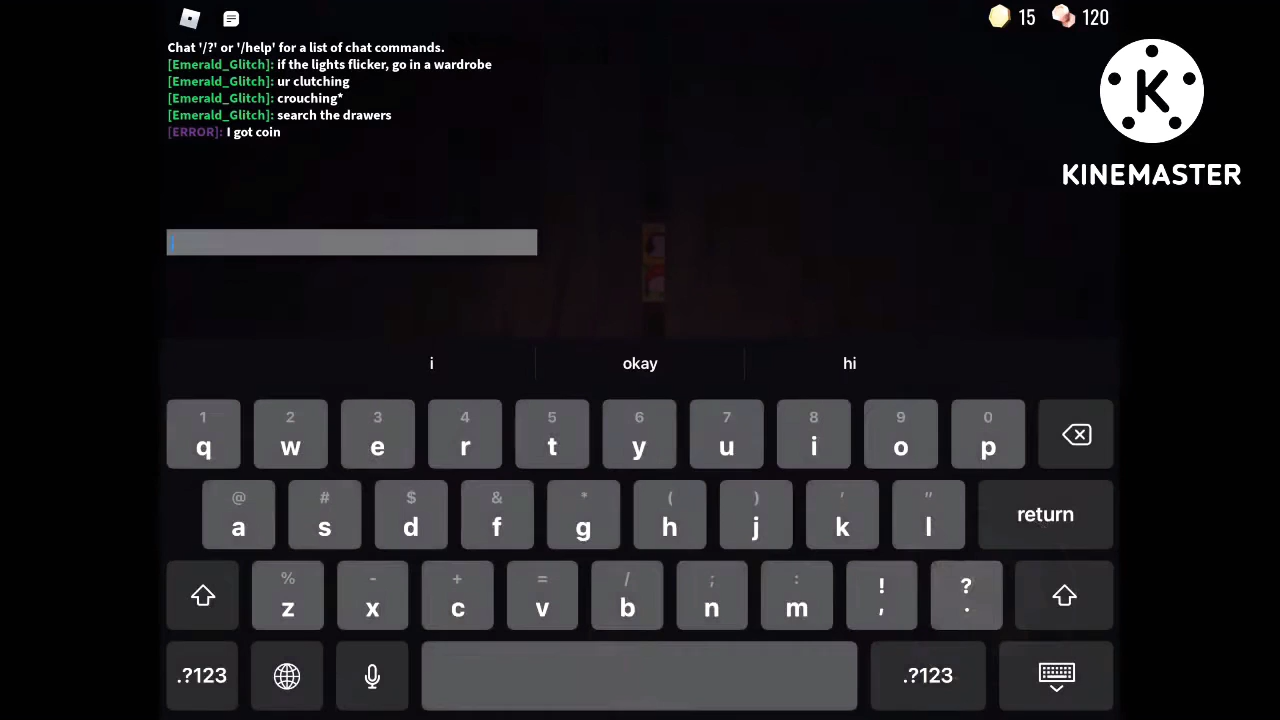 15 120
Chat '/?' or '/help' for a list of chat commands.
[Emerald_Glitch]: if the lights flicker, go in a wardrobe
[Emerald_Glitch]: ur clutching
[Emerald_Glitch]: crouching*
[Emerald_Glitch]: search the drawers
[ERROR]: I got coin
K
KINEMASTER
i okay hi
1 2 3 4 5 6 7 8 9 0
q w e r t y u i o p
@ # $ & * ( ) ' "
a s d f g h j k l return
% - + = / ; : ! ?
z x c v b n m , .
.?123 .?123